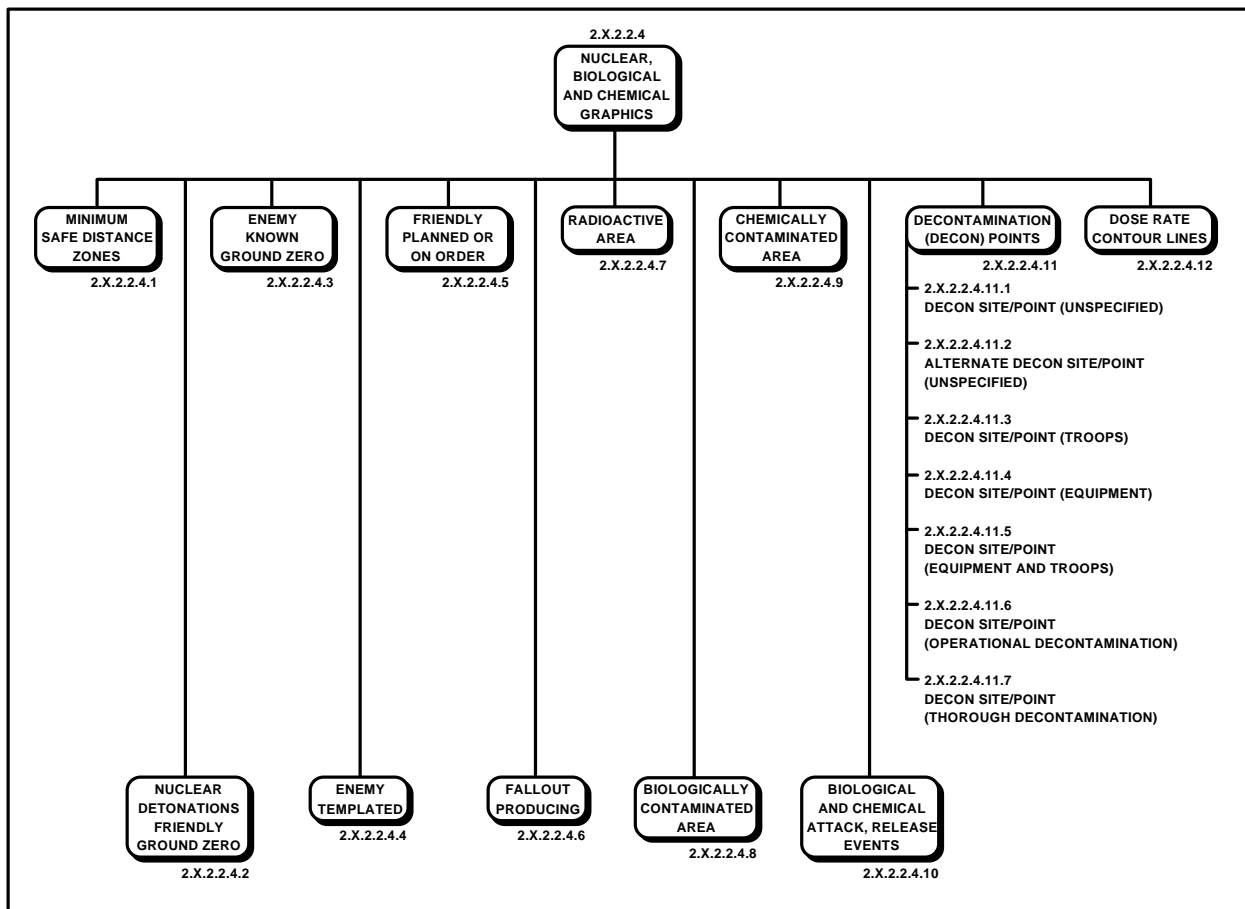 2.X.2.2.4
NUCLEAR,
BIOLOGICAL
AND CHEMICAL
GRAPHICS
MINIMUM
SAFE DISTANCE
ZONES
2.X.2.2.4.1
ENEMY
KNOWN
GROUND ZERO
2.X.2.2.4.3
FRIENDLY
PLANNED OR
ON ORDER
2.X.2.2.4.5
RADIOACTIVE
AREA
2.X.2.2.4.7
CHEMICALLY
CONTAMINATED
AREA
2.X.2.2.4.9
DECONTAMINATION
(DECON) POINTS
2.X.2.2.4.11
DOSE RATE
CONTOUR LINES
2.X.2.2.4.12
2.X.2.2.4.11.1
DECON SITE/POINT (UNSPECIFIED)
2.X.2.2.4.11.2
ALTERNATE DECON SITE/POINT
(UNSPECIFIED)
2.X.2.2.4.11.3
DECON SITE/POINT (TROOPS)
2.X.2.2.4.11.4
DECON SITE/POINT (EQUIPMENT)
2.X.2.2.4.11.5
DECON SITE/POINT
(EQUIPMENT AND TROOPS)
2.X.2.2.4.11.6
DECON SITE/POINT
(OPERATIONAL DECONTAMINATION)
2.X.2.2.4.11.7
DECON SITE/POINT
(THOROUGH DECONTAMINATION)
NUCLEAR
DETONATIONS
FRIENDLY
GROUND ZERO
2.X.2.2.4.2
ENEMY
TEMPLATED
2.X.2.2.4.4
FALLOUT
PRODUCING
2.X.2.2.4.6
BIOLOGICALLY
CONTAMINATED
AREA
2.X.2.2.4.8
BIOLOGICAL
AND CHEMICAL
ATTACK, RELEASE
EVENTS
2.X.2.2.4.10